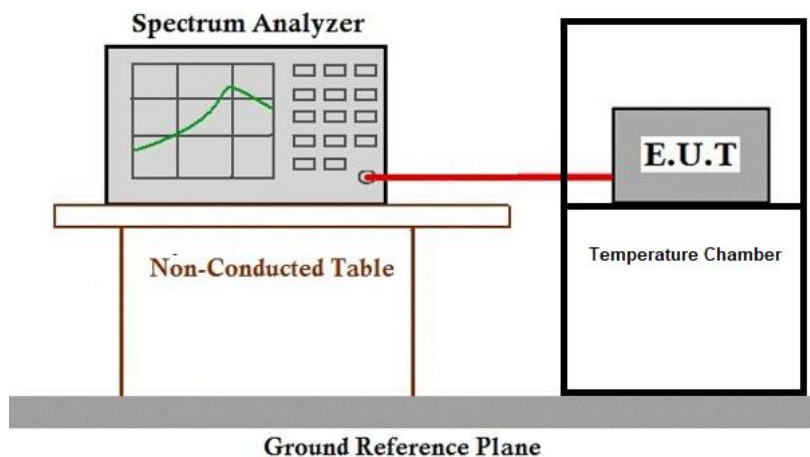 Spectrum Analyzer
E.U.T
Temperature Chamber
Non-Conducted Table
Ground Reference Plane